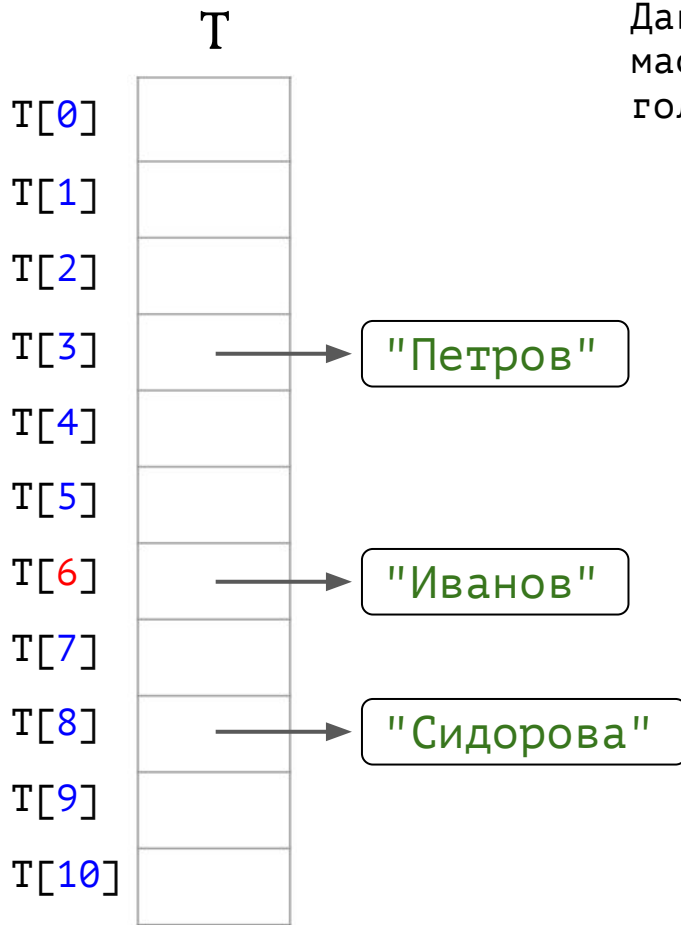 T
T[0]
T[1]
T[2]
T[3] "Петров"
T[4]
T[5]
T[6] "Иванов"
T[7]
T[8] "Сидорова"
T[9]
T[10]